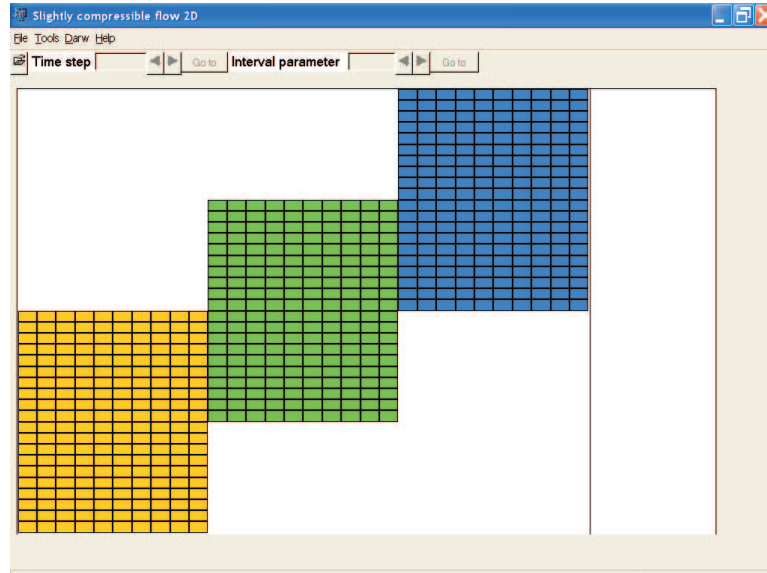 Slightly compressible flow 2D
File Tools Darw Help
Time step Go to Interval parameter Go to